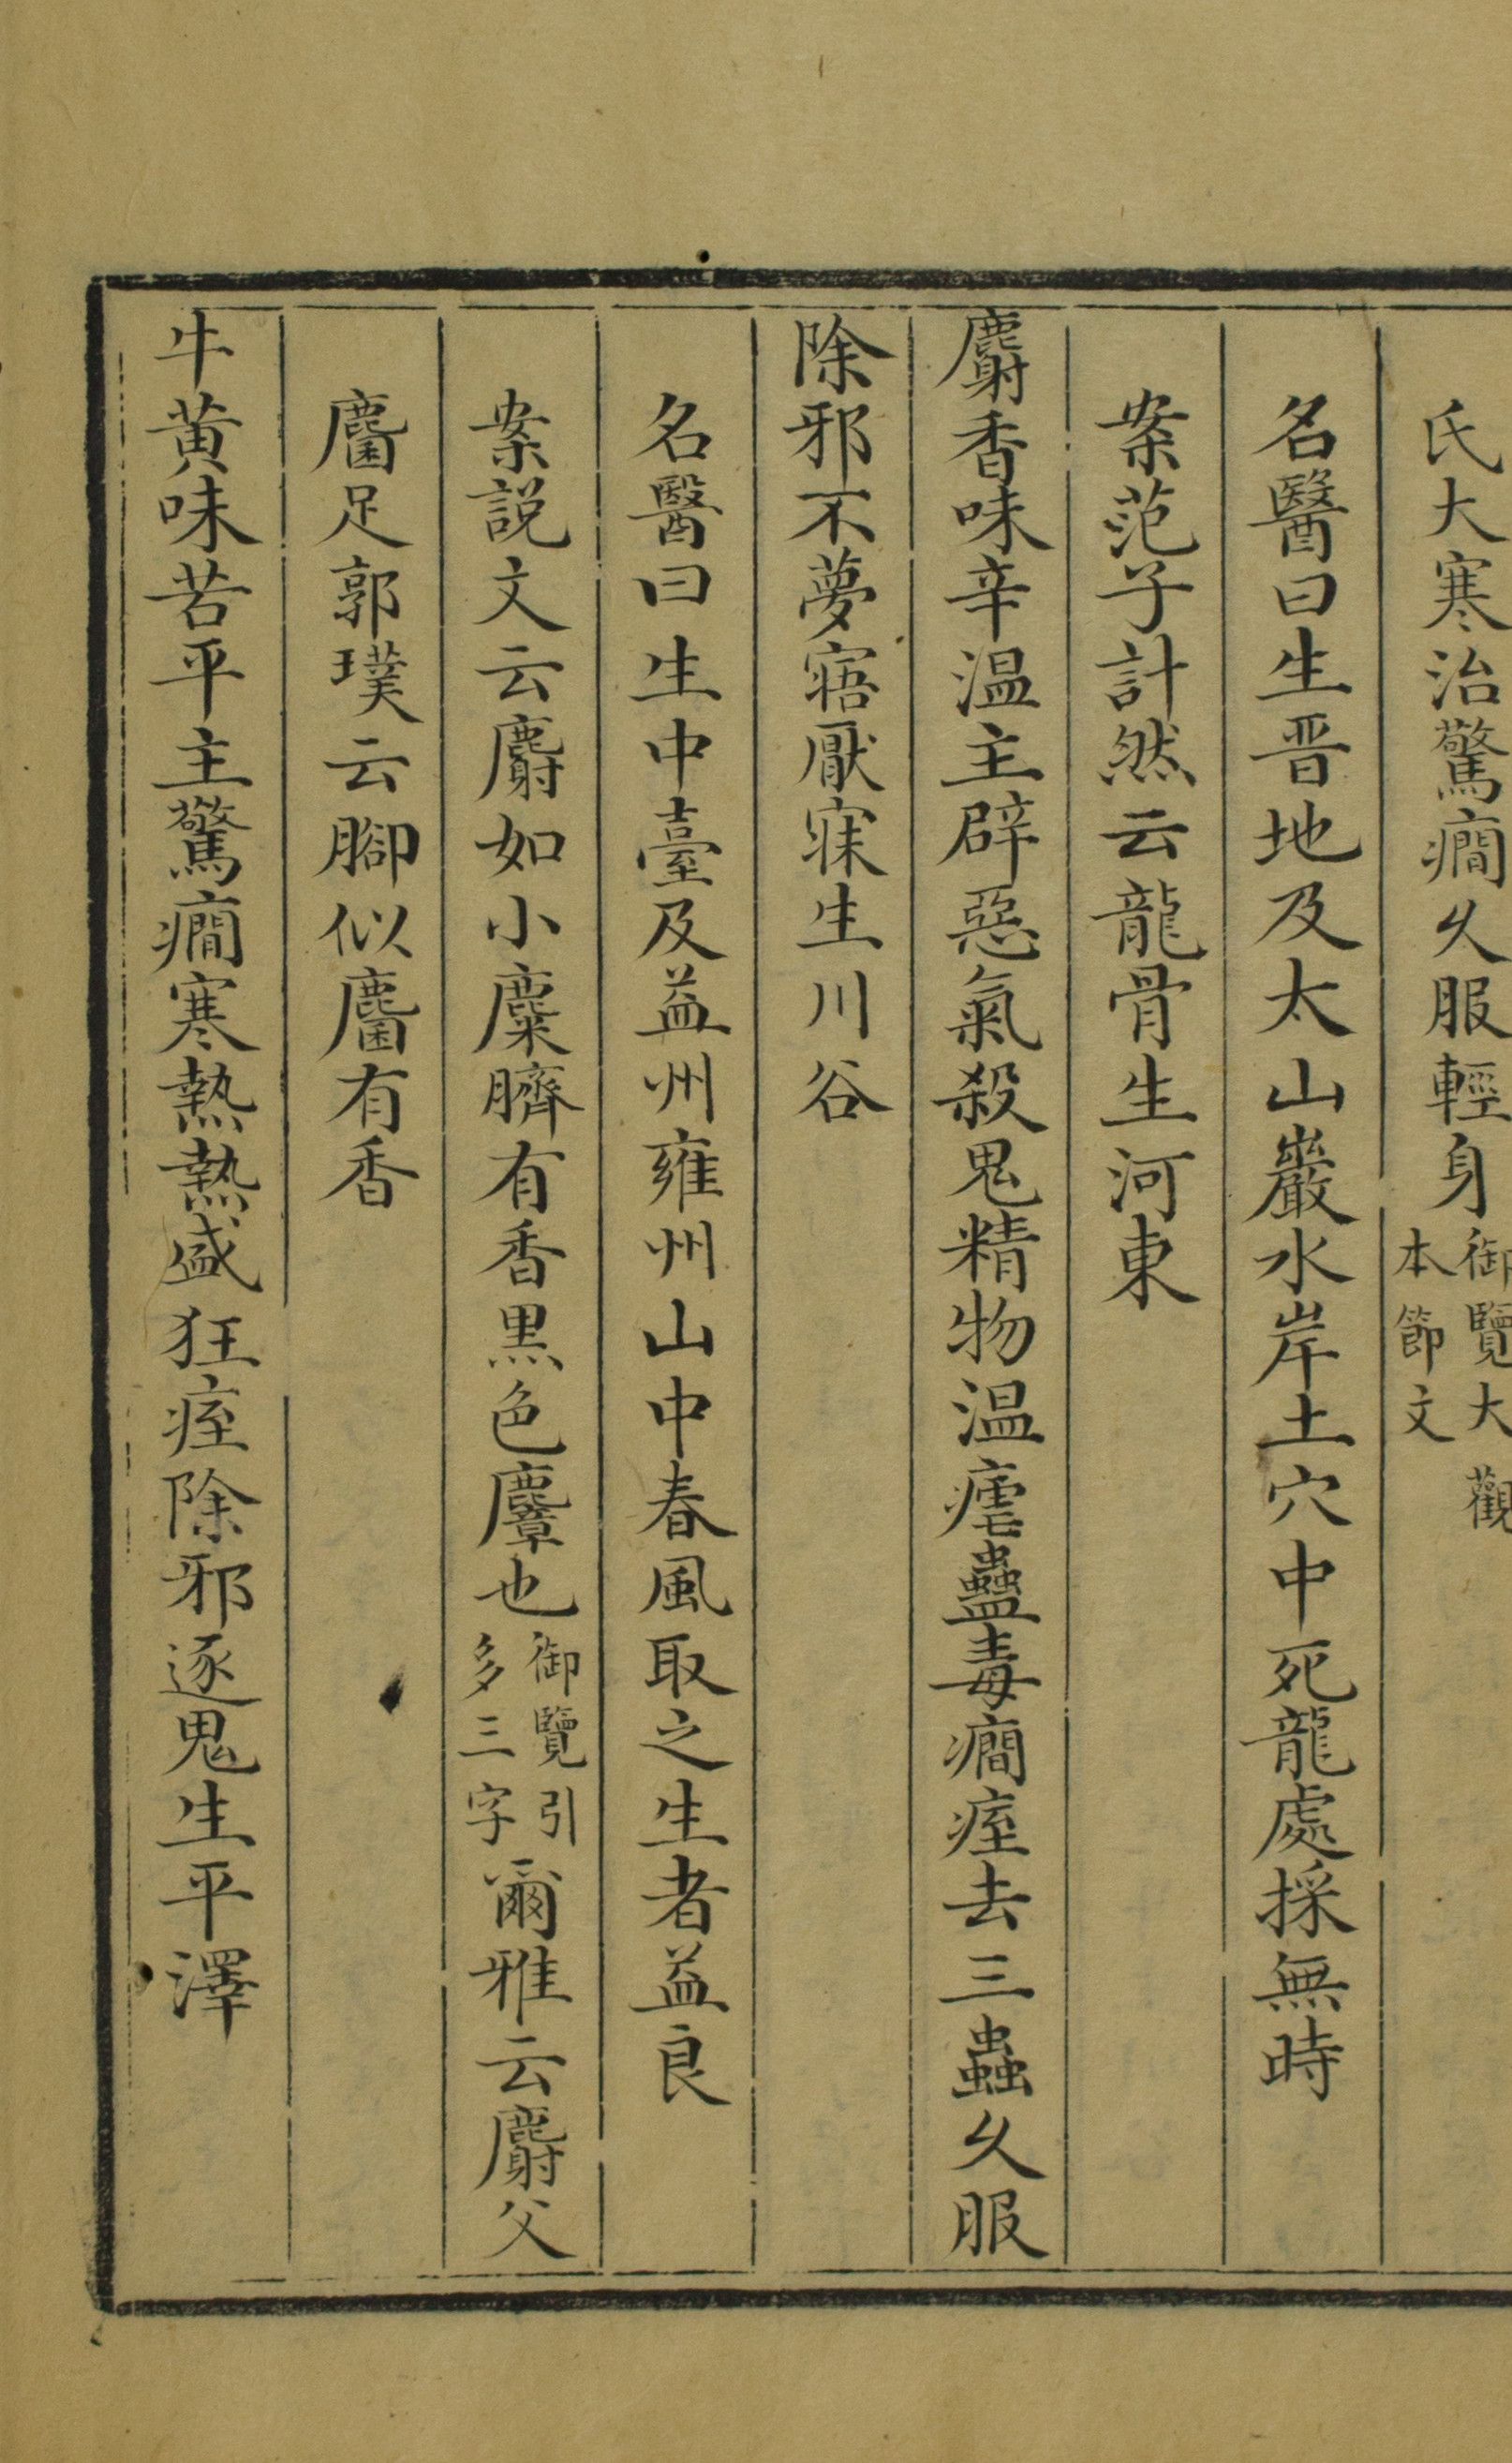 氏大寒治驚癇久服輕身御覽大觀本節文
名醫曰生晋地及太山巖水岸土穴中死龍處採無時
案范子計然云龍骨生河東
麝香味辛温主辟惡氣殺鬼精物温瘧蠱毒癇痓去三蟲久服
除邪不夢寤厭寐生川谷
名醫曰生中臺及益州雍州山中春風取之生者益良
案説文云麝如小麋臍有香黒色麞也御覽引多三字爾雅云麝父
麕足郭璞云腳似麕有香
牛黄味苦平主驚癇寒熱熱盛狂痓除邪逐鬼生平澤